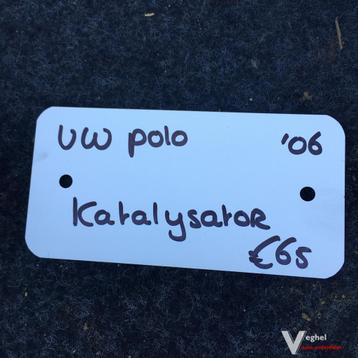 VW polo '06
Katalysator
€65
Veghel